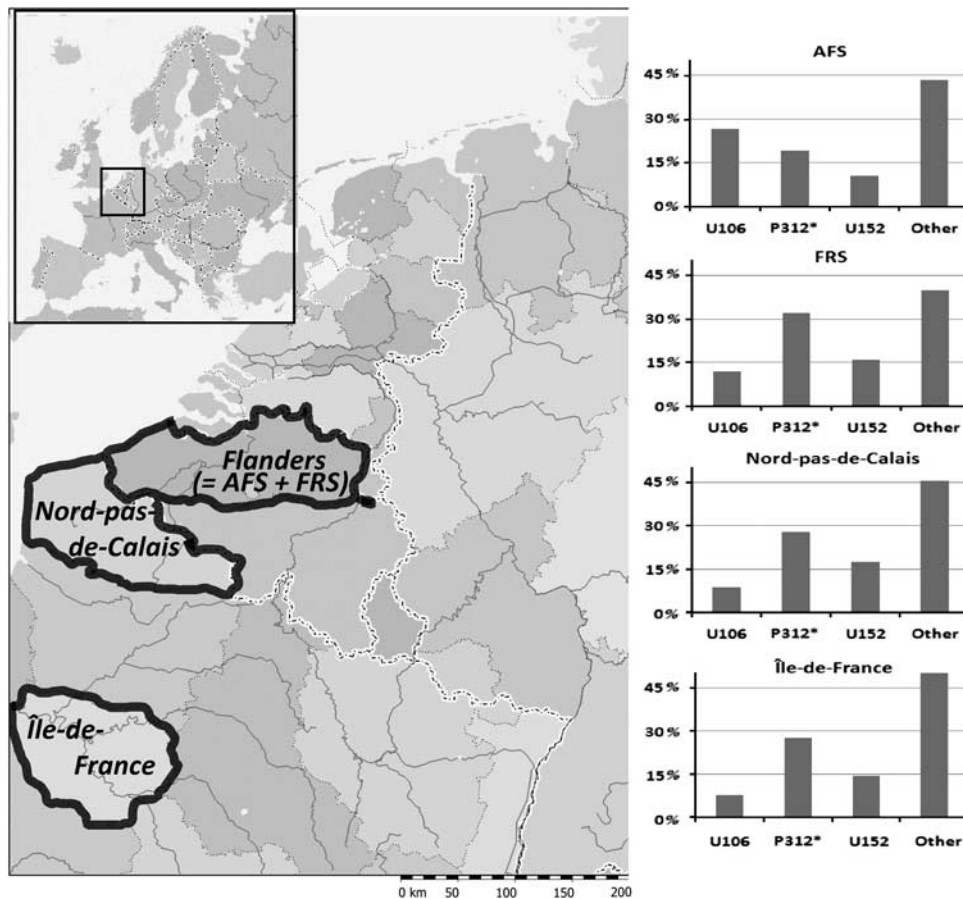 Flanders
(= AFS + FRS)
Nord-pas-
de-Calais
Île-de-
France
0 km 50 100 150 200
AFS
45%
30%
15%
0%
U106 P312* U152 Other
FRS
45%
30%
15%
0%
U106 P312* U152 Other
Nord-pas-de-Calais
45%
30%
15%
0%
U106 P312* U152 Other
Île-de-France
45%
30%
15%
0%
U106 P312* U152 Other